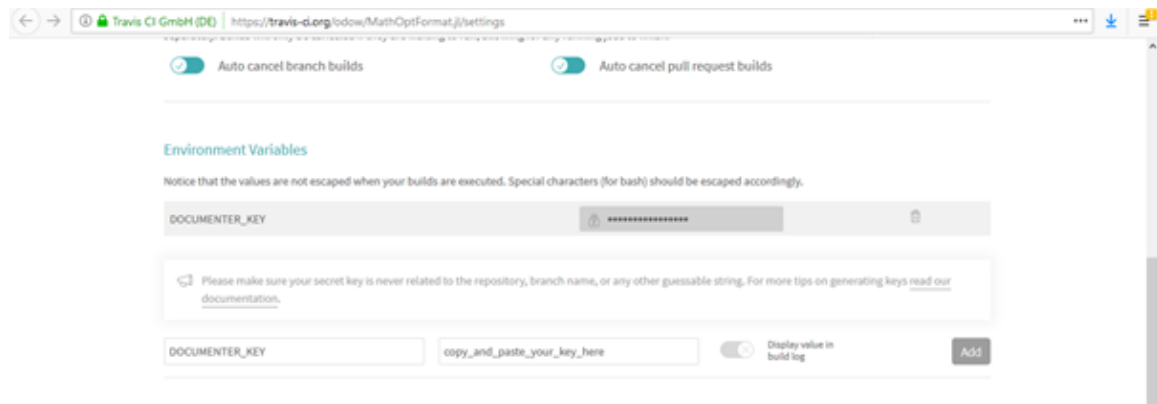 Travis CI GmbH (DE) https://travis-ci.org/odow/MathOptFormat.jl/settings
Auto cancel branch builds Auto cancel pull request builds
Environment Variables
Notice that the values are not escaped when your builds are executed. Special characters (for bash) should be escaped accordingly.
DOCUMENTER_KEY ••••••••••••••••
Please make sure your secret key is never related to the repository, branch name, or any other guessable string. For more tips on generating keys read our
documentation.
DOCUMENTER_KEY copy_and_paste_your_key_here Display value in
build log Add